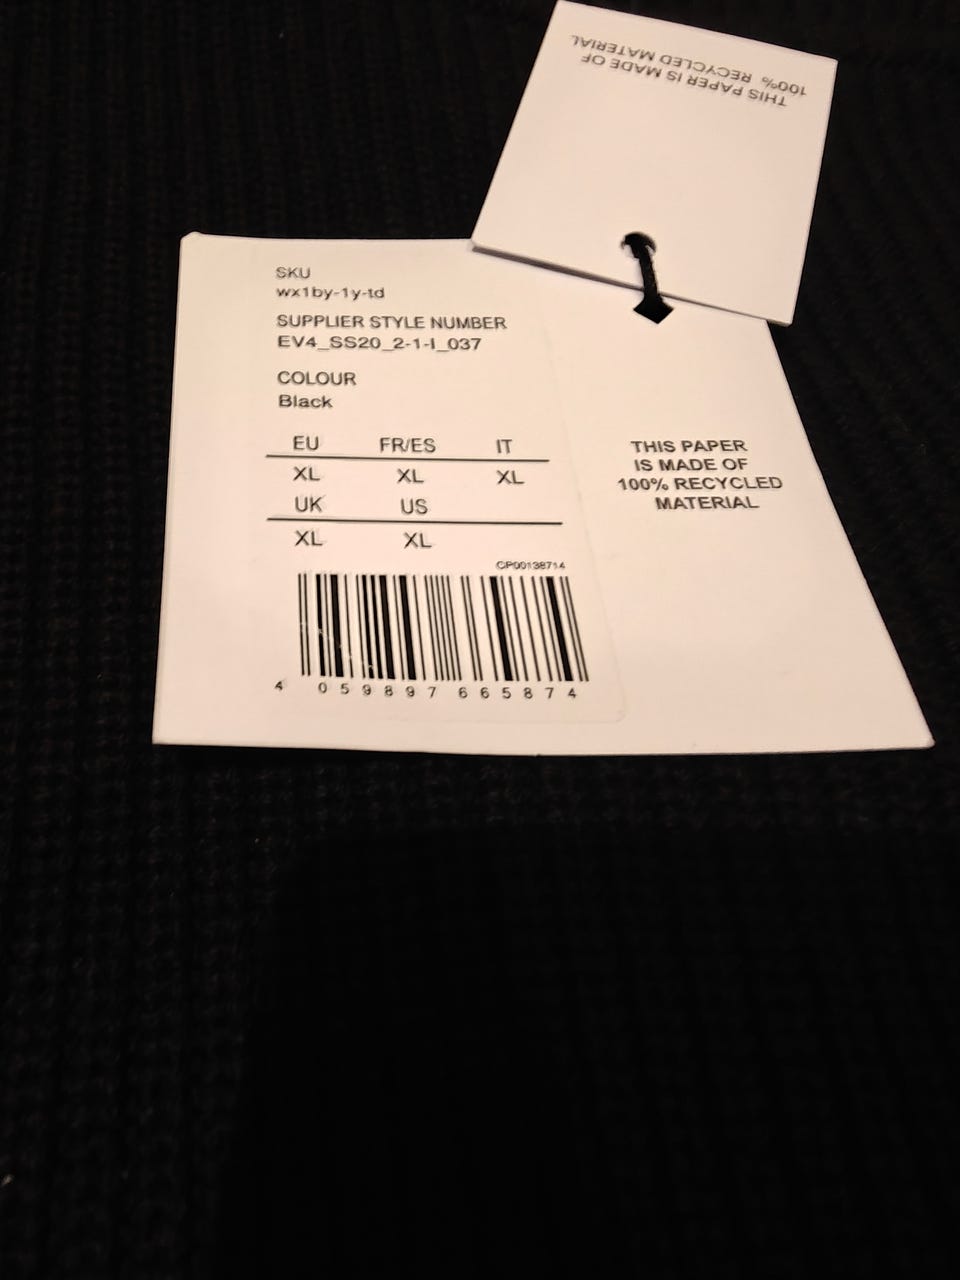 THIS PAPER IS MADE OF
100% RECYCLED MATERIAL
SKU
wx1by-1y-td
SUPPLIER STYLE NUMBER
EV4_SS20_2-1-I_037
COLOUR
Black
EU FR/ES IT
XL XL XL
UK US
XL XL
CP00138714
4 059897 665874
THIS PAPER
IS MADE OF
100% RECYCLED
MATERIAL